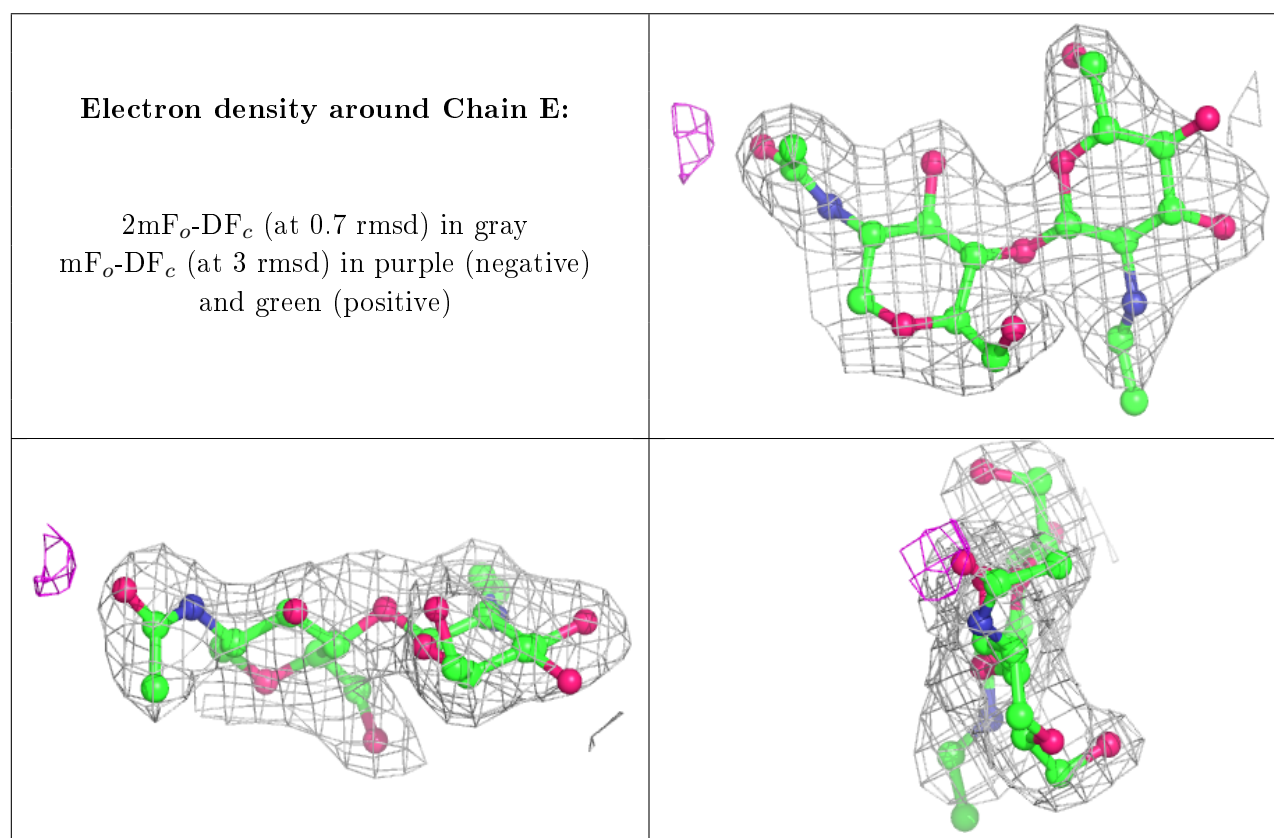 Electron density around Chain E:
2mFo-DFc (at 0.7 rmsd) in gray
mFo-DFc (at 3 rmsd) in purple (negative)
and green (positive)